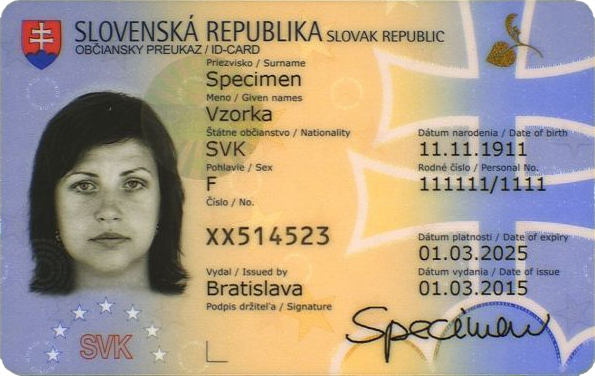 SLOVENSKÁ REPUBLIKA SLOVAK REPUBLIC
OBČIANSKY PREUKAZ / ID-CARD
Priezvisko / Surname
Specimen
Meno / Given names
Vzorka
Štátne občianstvo / Nationality
SVK
Dátum narodenia / Date of birth
11.11.1911
Pohlavie / Sex
F
Rodné číslo / Personal No.
111111/1111
Číslo / No.
XX514523
Dátum platnosti / Date of expiry
01.03.2025
Vydal / Issued by
Bratislava
Dátum vydania / Date of issue
01.03.2015
Podpis držiteľa / Signature
Specimen
SVK